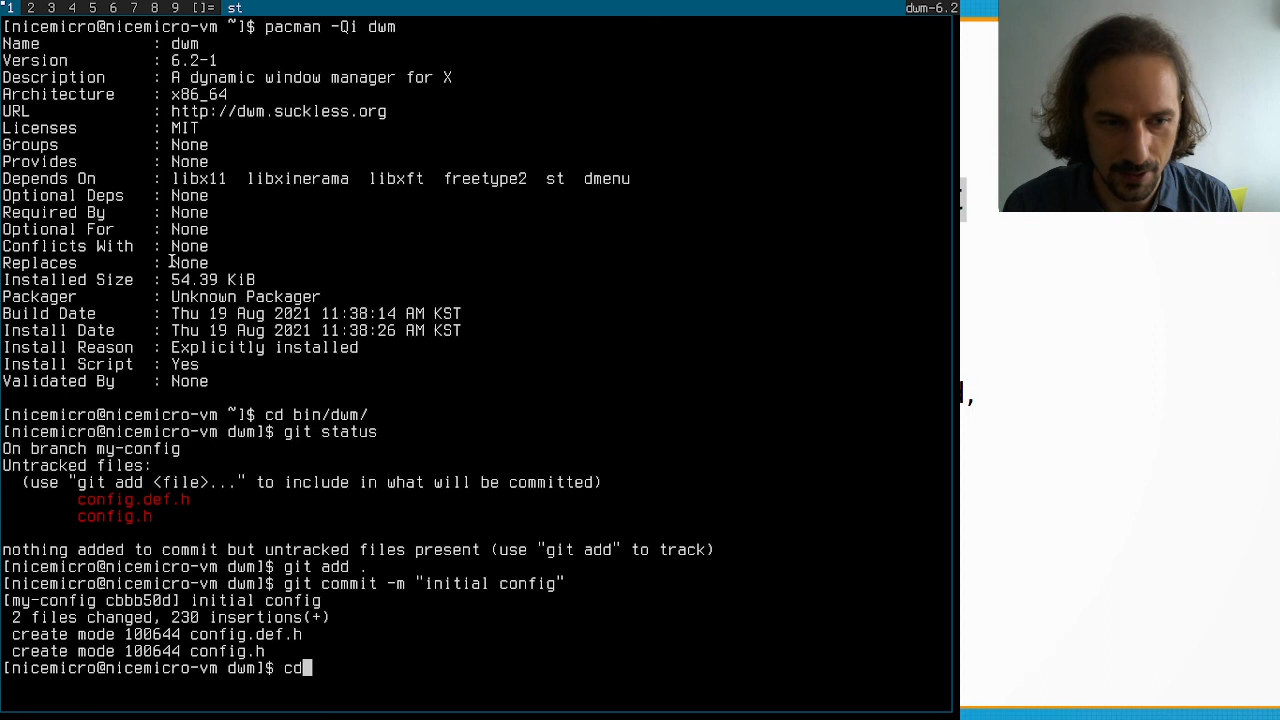 1 2 3 4 5 6 7 8 9 []= st dwm-6.2
[nicemicro@nicemicro-vm ~]$ pacman -Qi dwm
Name : dwm
Version : 6.2-1
Description : A dynamic window manager for X
Architecture : x86_64
URL : http://dwm.suckless.org
Licenses : MIT
Groups : None
Provides : None
Depends On : libx11 libxinerama libxft freetype2 st dmenu
Optional Deps : None
Required By : None
Optional For : None
Conflicts With : None
Replaces : None
Installed Size : 54.39 KiB
Packager : Unknown Packager
Build Date : Thu 19 Aug 2021 11:38:14 AM KST
Install Date : Thu 19 Aug 2021 11:38:26 AM KST
Install Reason : Explicitly installed
Install Script : Yes
Validated By : None
[nicemicro@nicemicro-vm ~]$ cd bin/dwm/
[nicemicro@nicemicro-vm dwm]$ git status
On branch my-config
Untracked files:
(use "git add <file>..." to include in what will be committed)
config.def.h
config.h
nothing added to commit but untracked files present (use "git add" to track)
[nicemicro@nicemicro-vm dwm]$ git add .
[nicemicro@nicemicro-vm dwm]$ git commit -m "initial config"
[my-config cbbb50d] initial config
2 files changed, 230 insertions(+)
create mode 100644 config.def.h
create mode 100644 config.h
[nicemicro@nicemicro-vm dwm]$ cd